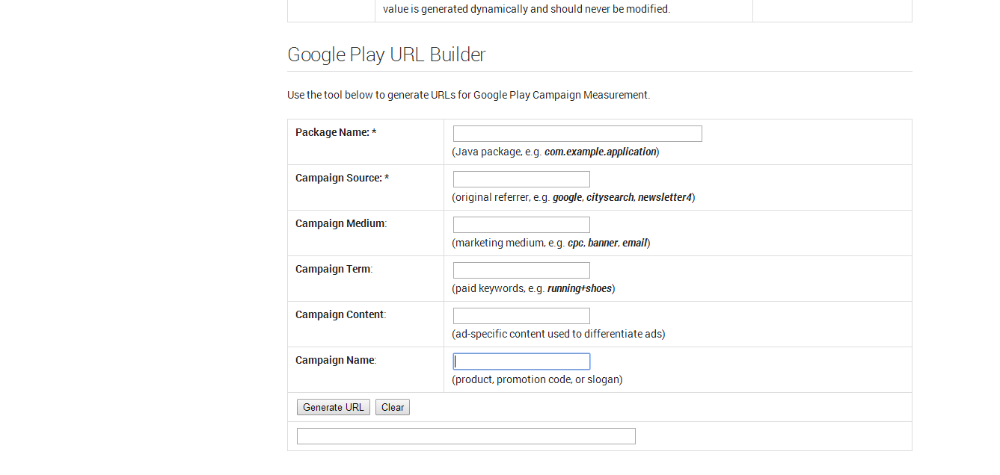 value is generated dynamically and should never be modified.
Google Play URL Builder
Use the tool below to generate URLs for Google Play Campaign Measurement.
Package Name: *
(Java package, e.g. com.example.application)
Campaign Source: *
(original referrer, e.g. google, citysearch, newsletter4)
Campaign Medium:
(marketing medium, e.g. cpc, banner, email)
Campaign Term:
(paid keywords, e.g. running+shoes)
Campaign Content:
(ad-specific content used to differentiate ads)
Campaign Name:
(product, promotion code, or slogan)
Generate URL Clear